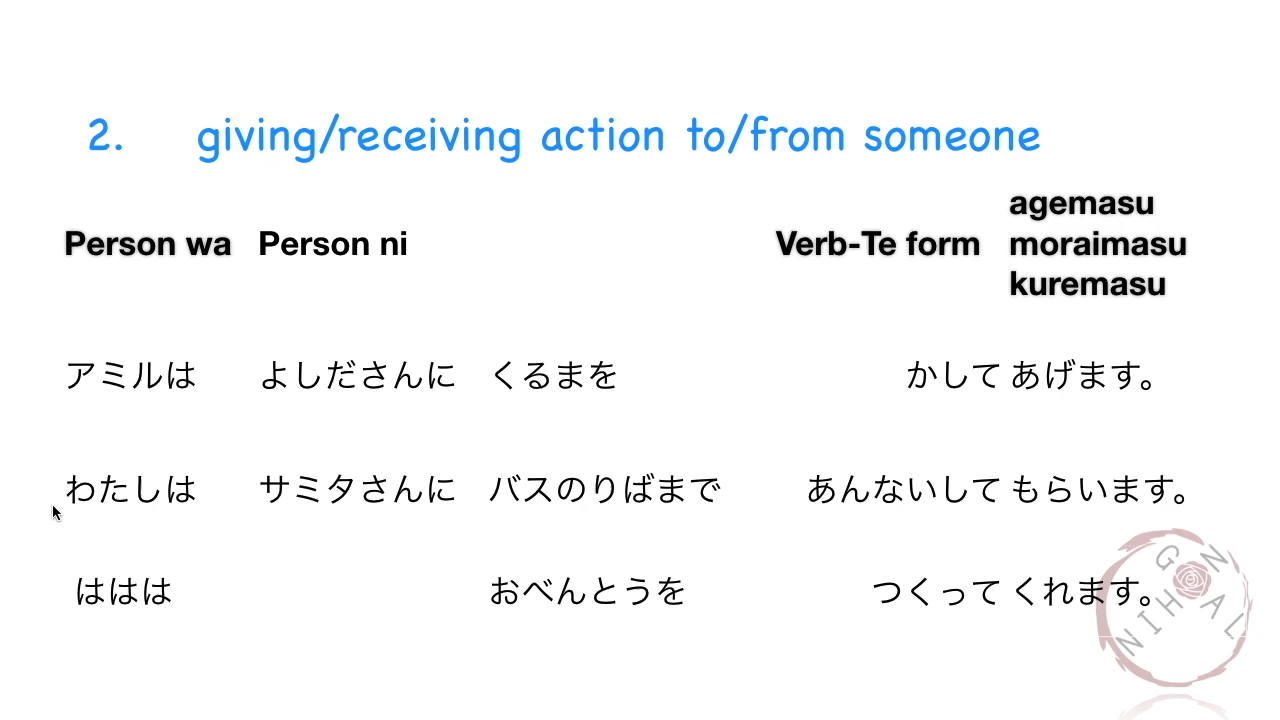 2. giving/receiving action to/from someone
agemasu
Person wa Person ni Verb-Te form moraimasu
kuremasu
アミルは よしださんに くるまを かして あげます。
わたしは サミタさんに バスのりばまで あんないして もらいます。
ははは おべんとうを つくって くれます。
NIHON GAL